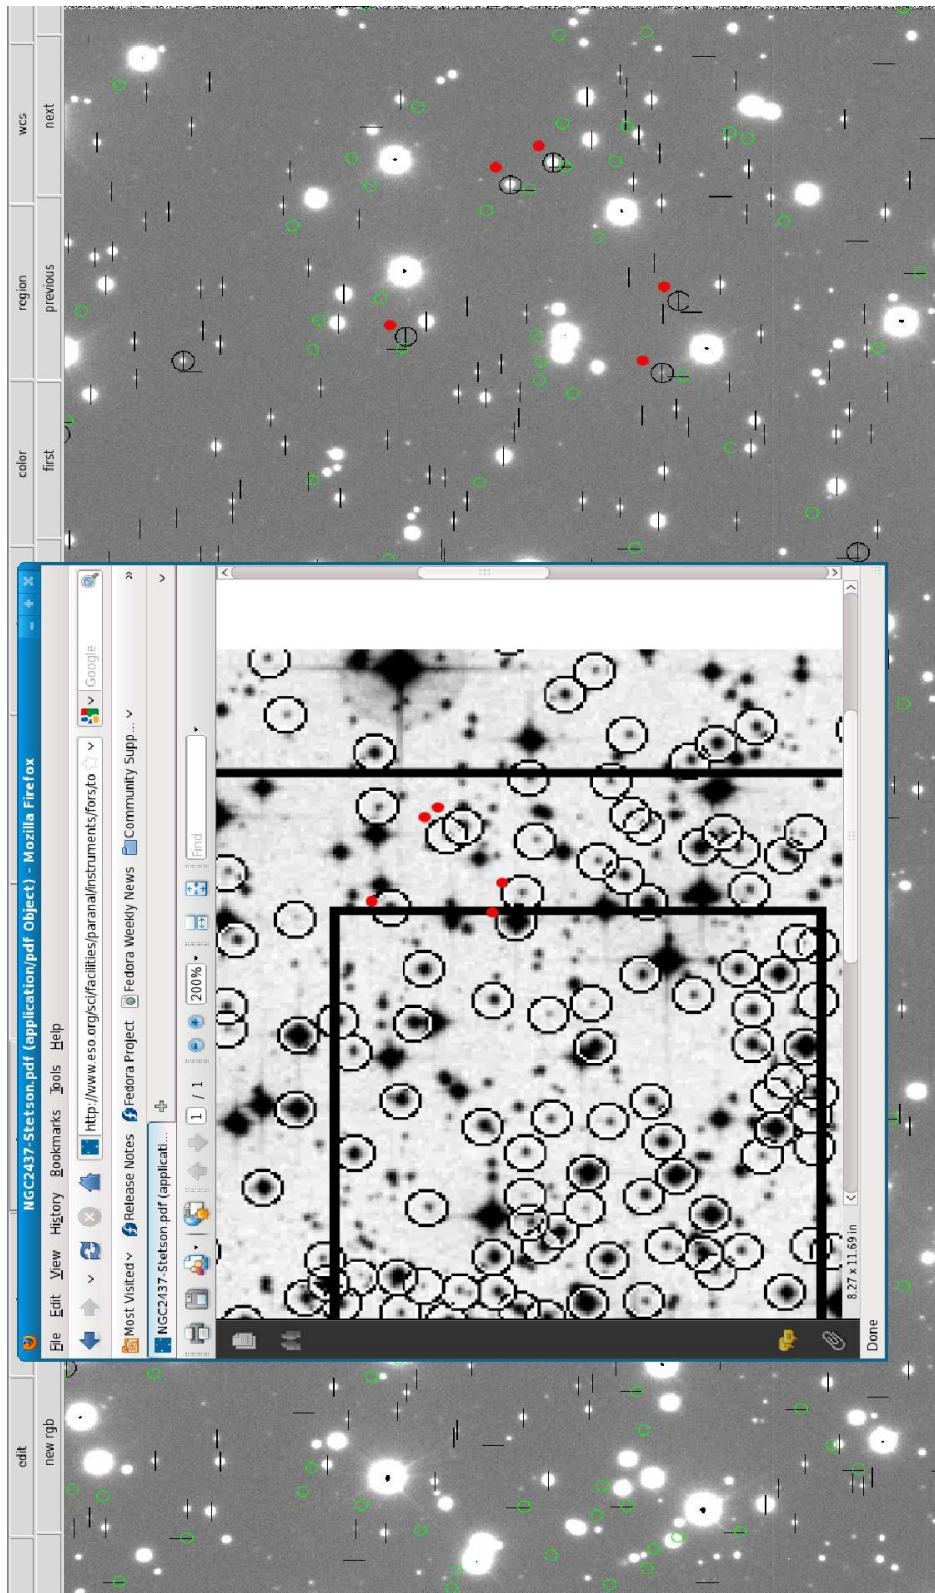 edit color region wcs
new rgb first previous next
NGC2437-Stetson.pdf (application/pdf Object) - Mozilla Firefox
File Edit View History Bookmarks Tools Help
http://www.eso.org/sci/facilities/paranal/instruments/fors/to
Google
Most Visited Release Notes Fedora Project Fedora Weekly News Community Supp... »
NGC2437-Stetson.pdf (applicati...
1 / 1 200% Find
8.27 x 11.69 in
Done